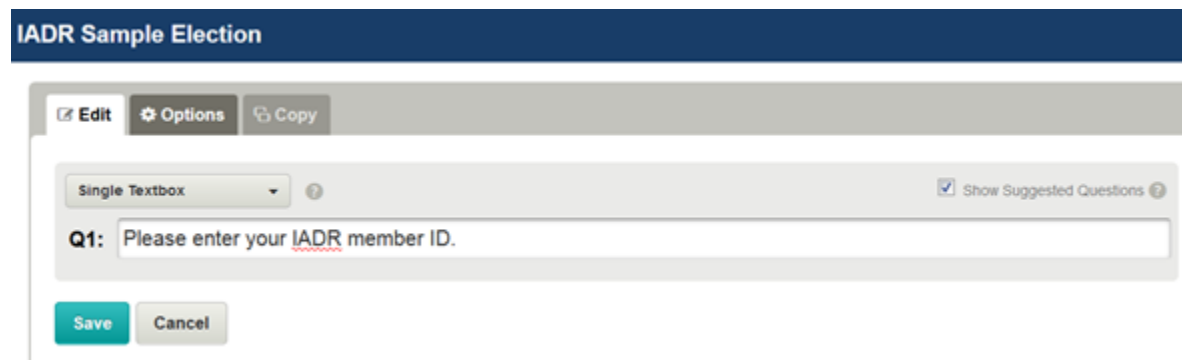 IADR Sample Election
Edit Options Copy
Single Textbox Show Suggested Questions
Q1: Please enter your IADR member ID.
Save Cancel